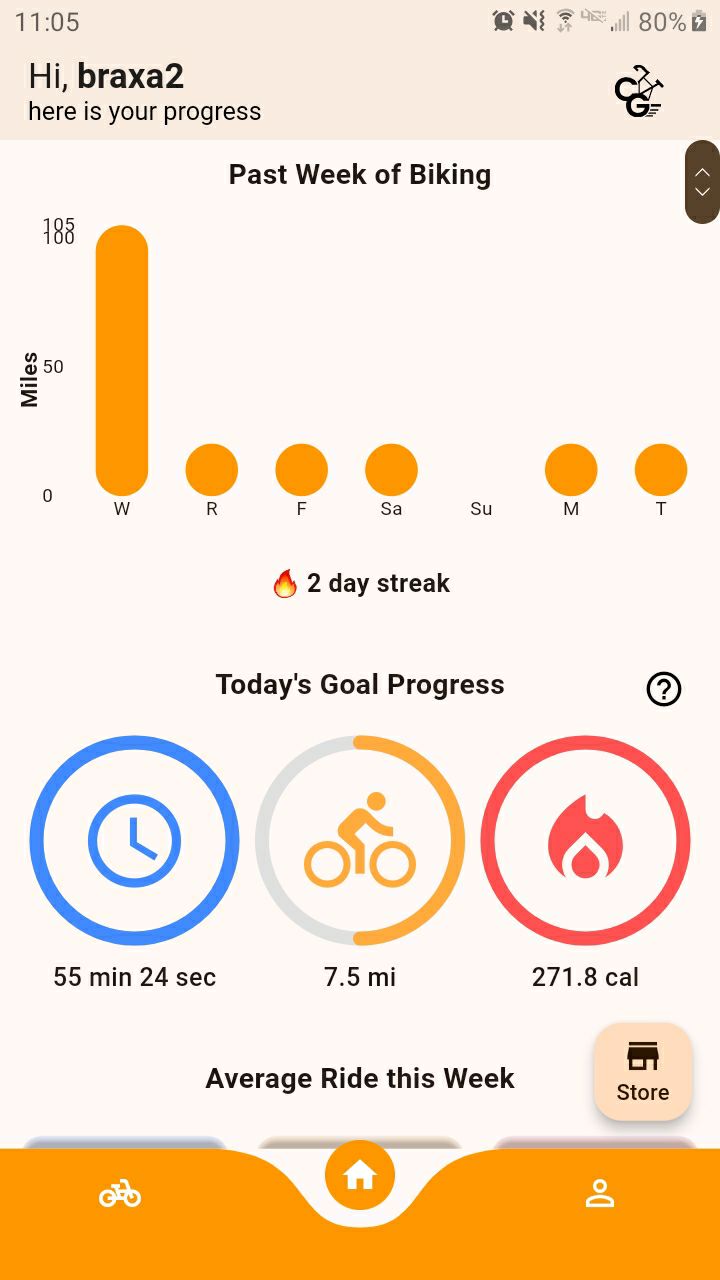 11:05
80%
Hi, braxa2
here is your progress
CG
Past Week of Biking
105
100
50
0
Miles
W R F Sa Su M T
🔥 2 day streak
Today's Goal Progress
55 min 24 sec 7.5 mi 271.8 cal
Average Ride this Week
Store